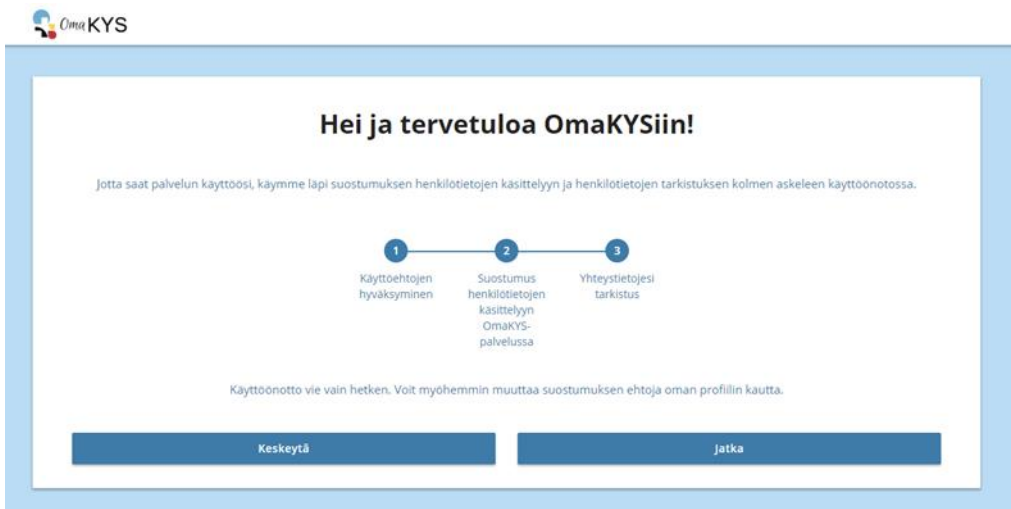 Oma KYS
Hei ja tervetuloa OmaKYSiin!
Jotta saat palvelun käyttöösi, käymme läpi suostumuksen henkilötietojen käsittelyyn ja henkilötietojen tarkistuksen kolmen askeleen käyttöönotossa.
1
2
3
Käyttöehtojen
hyväksyminen
Suostumus
henkilötietojen
käsittelyyn
OmaKYS-
palvelussa
Yhteystietojesi
tarkistus
Käyttöönotto vie vain hetken. Voit myöhemmin muuttaa suostumuksen ehtoja oman profiilin kautta.
Keskeytä
Jatka